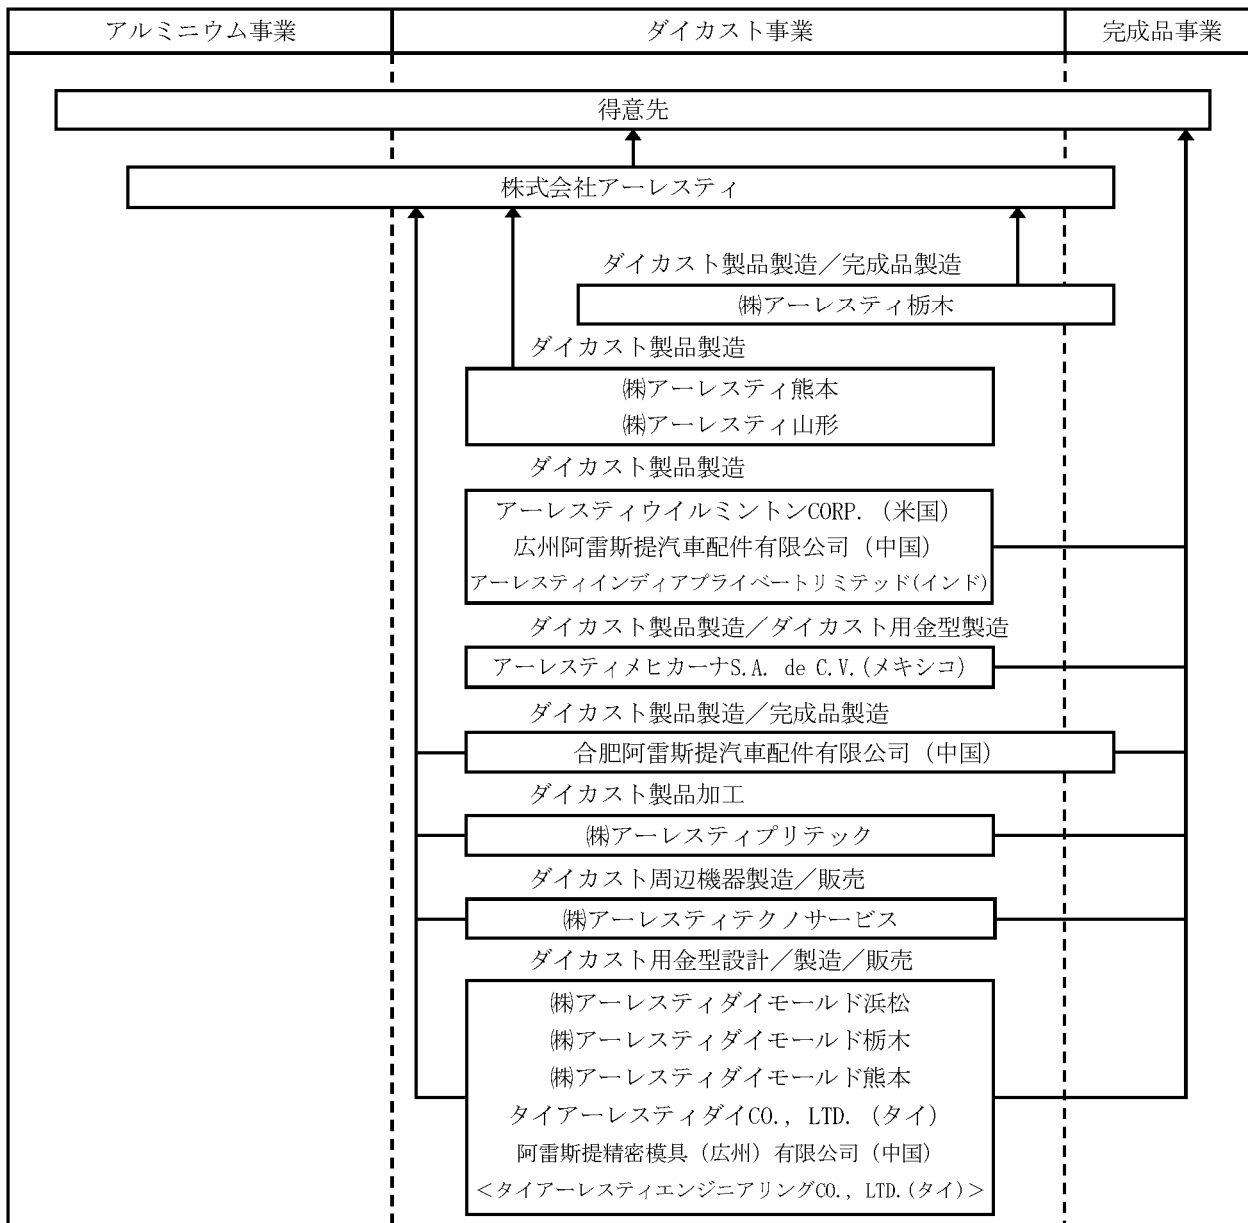 アルミニウム事業 ダイカスト事業 完成品事業
得意先
株式会社アーレスティ
ダイカスト製品製造／完成品製造
㈱アーレスティ栃木
ダイカスト製品製造
㈱アーレスティ熊本
㈱アーレスティ山形
ダイカスト製品製造
アーレスティウイルミントンCORP.（米国）
広州阿雷斯提汽車配件有限公司（中国）
アーレスティインディアプライベートリミテッド(インド)
ダイカスト製品製造／ダイカスト用金型製造
アーレスティメヒカーナS.A. de C.V.(メキシコ)
ダイカスト製品製造／完成品製造
合肥阿雷斯提汽車配件有限公司（中国）
ダイカスト製品加工
㈱アーレスティプリテック
ダイカスト周辺機器製造／販売
㈱アーレスティテクノサービス
ダイカスト用金型設計／製造／販売
㈱アーレスティダイモールド浜松
㈱アーレスティダイモールド栃木
㈱アーレスティダイモールド熊本
タイアーレスティダイCO., LTD.（タイ）
阿雷斯提精密模具（広州）有限公司（中国）
＜タイアーレスティエンジニアリングCO., LTD.(タイ)＞